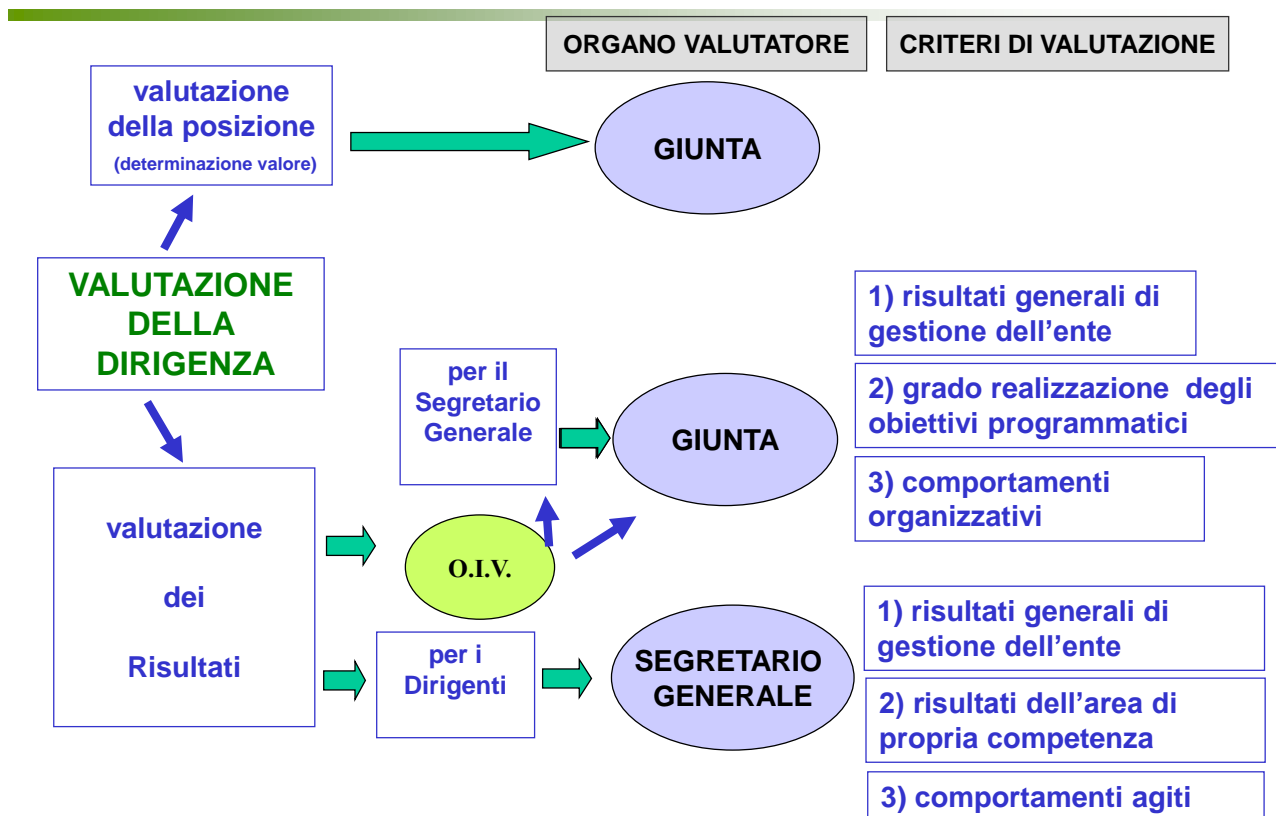 ORGANO VALUTATORE
CRITERI DI VALUTAZIONE
valutazione
della posizione
(determinazione valore)
GIUNTA
VALUTAZIONE
DELLA
DIRIGENZA
per il
Segretario
Generale
GIUNTA
1) risultati generali di
gestione dell’ente
2) grado realizzazione degli
obiettivi programmatici
3) comportamenti
organizzativi
valutazione
dei
Risultati
O.I.V.
per i
Dirigenti
SEGRETARIO
GENERALE
1) risultati generali di
gestione dell’ente
2) risultati dell’area di
propria competenza
3) comportamenti agiti